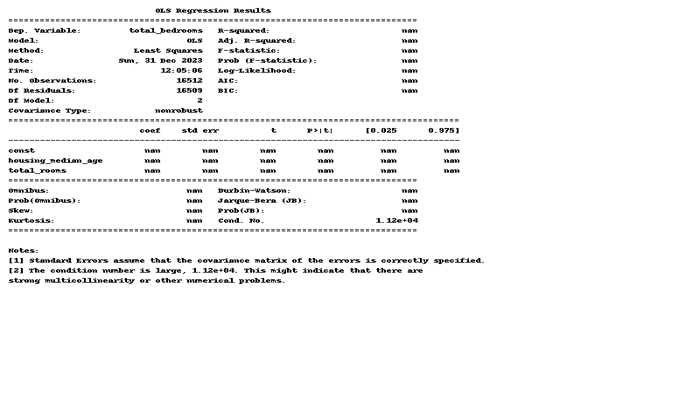 OLS Regression Results
==============================================================================
Dep. Variable: total_bedrooms R-squared: nan
Model: OLS Adj. R-squared: nan
Method: Least Squares F-statistic: nan
Date: Sun, 31 Dec 2023 Prob (F-statistic): nan
Time: 12:05:06 Log-Likelihood: nan
No. Observations: 16512 AIC: nan
Df Residuals: 16509 BIC: nan
Df Model: 2
Covariance Type: nonrobust
======================================================================================
coef std err t P>|t| [0.025 0.975]
--------------------------------------------------------------------------------------
const nan nan nan nan nan nan
housing_median_age nan nan nan nan nan nan
total_rooms nan nan nan nan nan nan
==============================================================================
Omnibus: nan Durbin-Watson: nan
Prob(Omnibus): nan Jarque-Bera (JB): nan
Skew: nan Prob(JB): nan
Kurtosis: nan Cond. No. 1.12e+04
==============================================================================
Notes:
[1] Standard Errors assume that the covariance matrix of the errors is correctly specified.
[2] The condition number is large, 1.12e+04. This might indicate that there are
strong multicollinearity or other numerical problems.